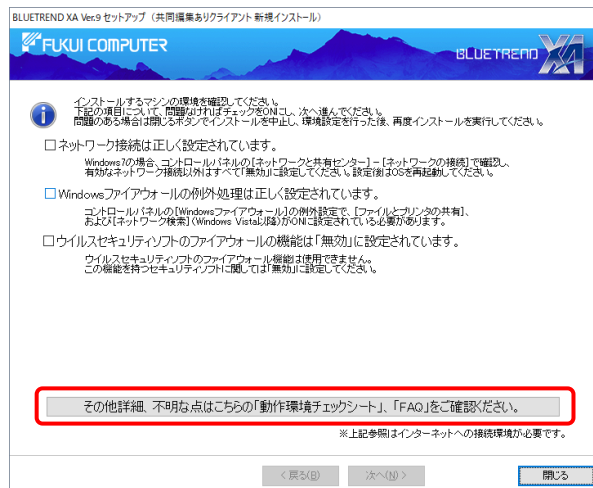 BLUETREND XA Ver.9 セットアップ（共同編集ありクライアント 新規インストール）
FUKUI COMPUTER
BLUETREND XA
インストールするマシンの環境を確認してください。
下記の項目について、問題なければチェックをONにし、次へ進んでください。
問題のある場合は閉じるボタンでインストールを中止し、環境設定を行った後、再度インストールを実行してください。
ネットワーク接続は正しく設定されています。
Windows7の場合、コントロールパネルの[ネットワークと共有センター]－[ネットワークの接続]で確認し、
有効なネットワーク接続以外はすべて「無効」に設定してください。設定後はOSを再起動してください。
Windowsファイアウォールの例外処理は正しく設定されています。
コントロールパネルの[Windowsファイアウォール]の例外設定で、[ファイルとプリンタの共有]、
および[ネットワーク検索](Windows Vista以降)がONに設定されている必要があります。
ウイルスセキュリティソフトのファイアウォールの機能は「無効」に設定されています。
ウイルスセキュリティソフトのファイアウォール機能は使用できません。
この機能を持つセキュリティソフトに関しては「無効」に設定してください。
その他詳細、不明な点はこちらの「動作環境チェックシート」、「FAQ」をご確認ください。
※上記参照はインターネットへの接続環境が必要です。
< 戻る(B) 次へ(N) > 閉じる